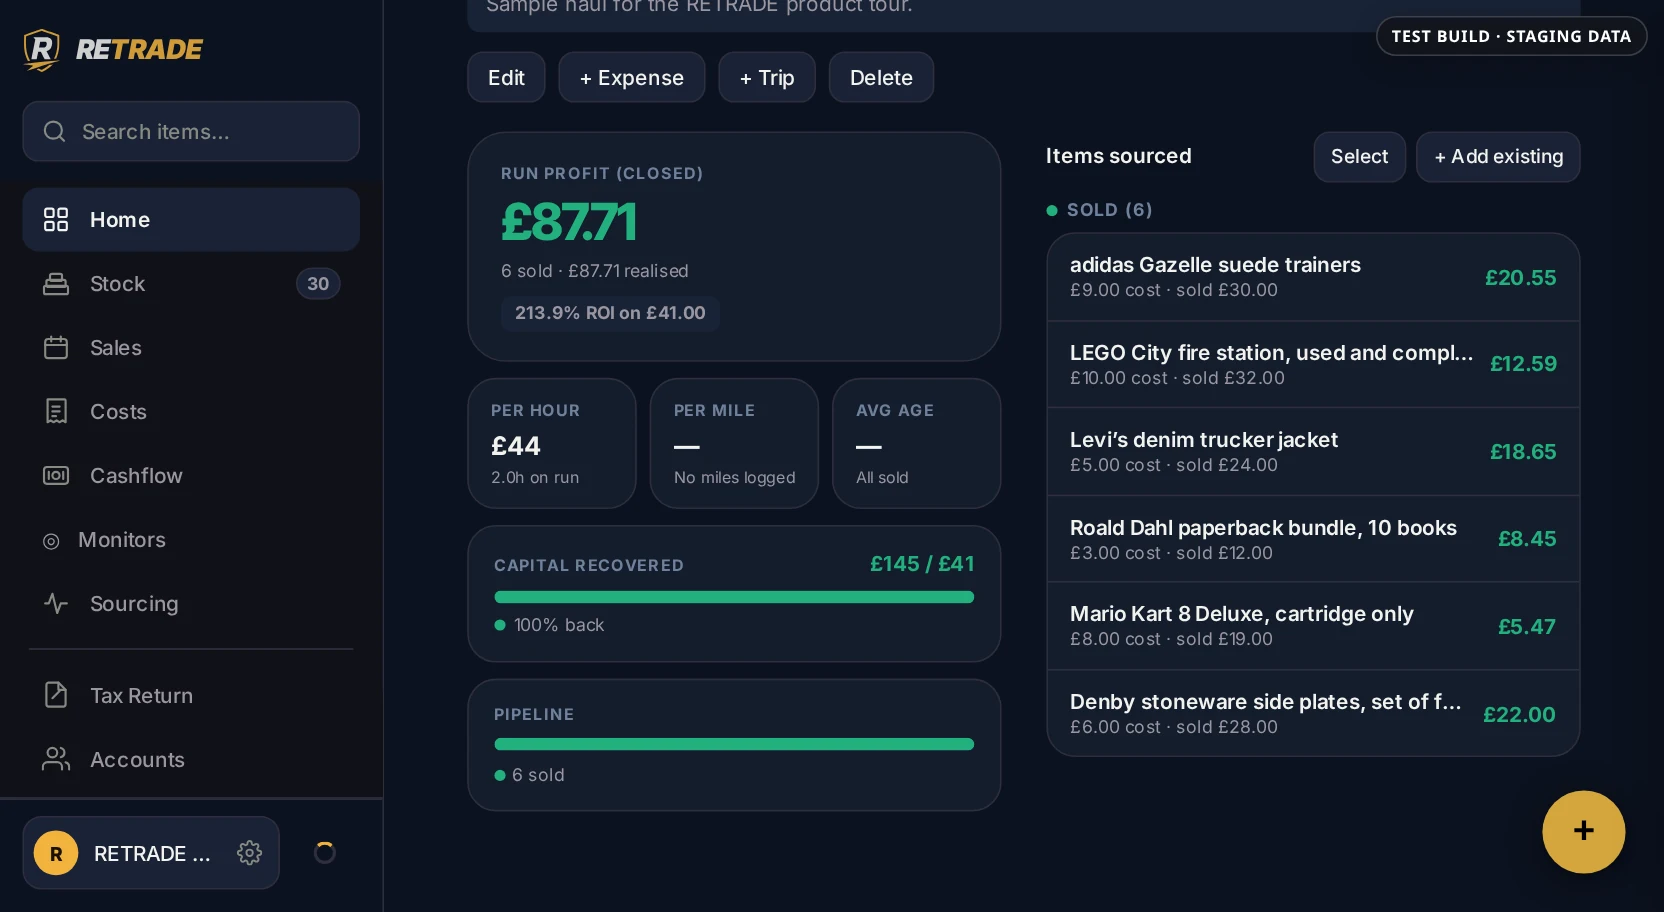 Sample haul for the RETRADE product tour.
TEST BUILD · STAGING DATA
RETRADE
Search items...
Home
Stock 30
Sales
Costs
Cashflow
Monitors
Sourcing
Tax Return
Accounts
R RETRADE ...
Edit + Expense + Trip Delete
RUN PROFIT (CLOSED)
£87.71
6 sold · £87.71 realised
213.9% ROI on £41.00
PER HOUR
£44
2.0h on run
PER MILE
—
No miles logged
AVG AGE
—
All sold
CAPITAL RECOVERED £145 / £41
100% back
PIPELINE
6 sold
Items sourced Select + Add existing
SOLD (6)
adidas Gazelle suede trainers
£9.00 cost · sold £30.00
£20.55
LEGO City fire station, used and compl...
£10.00 cost · sold £32.00
£12.59
Levi’s denim trucker jacket
£5.00 cost · sold £24.00
£18.65
Roald Dahl paperback bundle, 10 books
£3.00 cost · sold £12.00
£8.45
Mario Kart 8 Deluxe, cartridge only
£8.00 cost · sold £19.00
£5.47
Denby stoneware side plates, set of f...
£6.00 cost · sold £28.00
£22.00
+